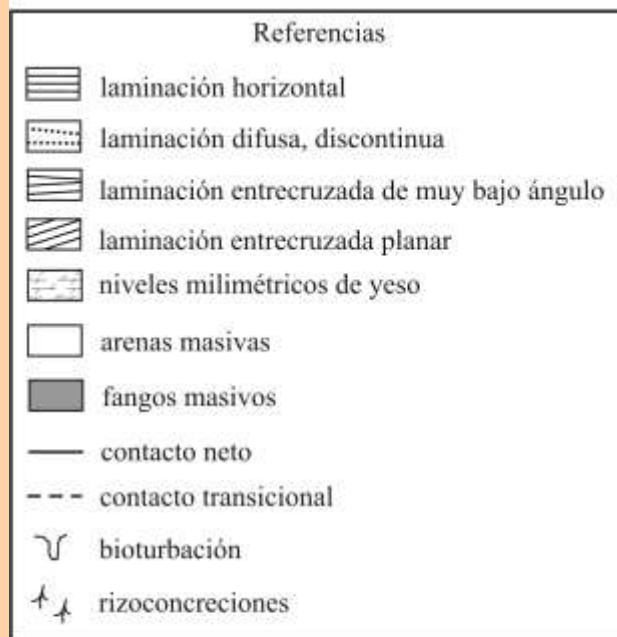 Referencias
laminación horizontal
laminación difusa, discontinua
laminación entrecruzada de muy bajo ángulo
laminación entrecruzada planar
niveles milimétricos de yeso
arenas masivas
fangos masivos
contacto neto
contacto transicional
bioturbación
rizoconcreciones